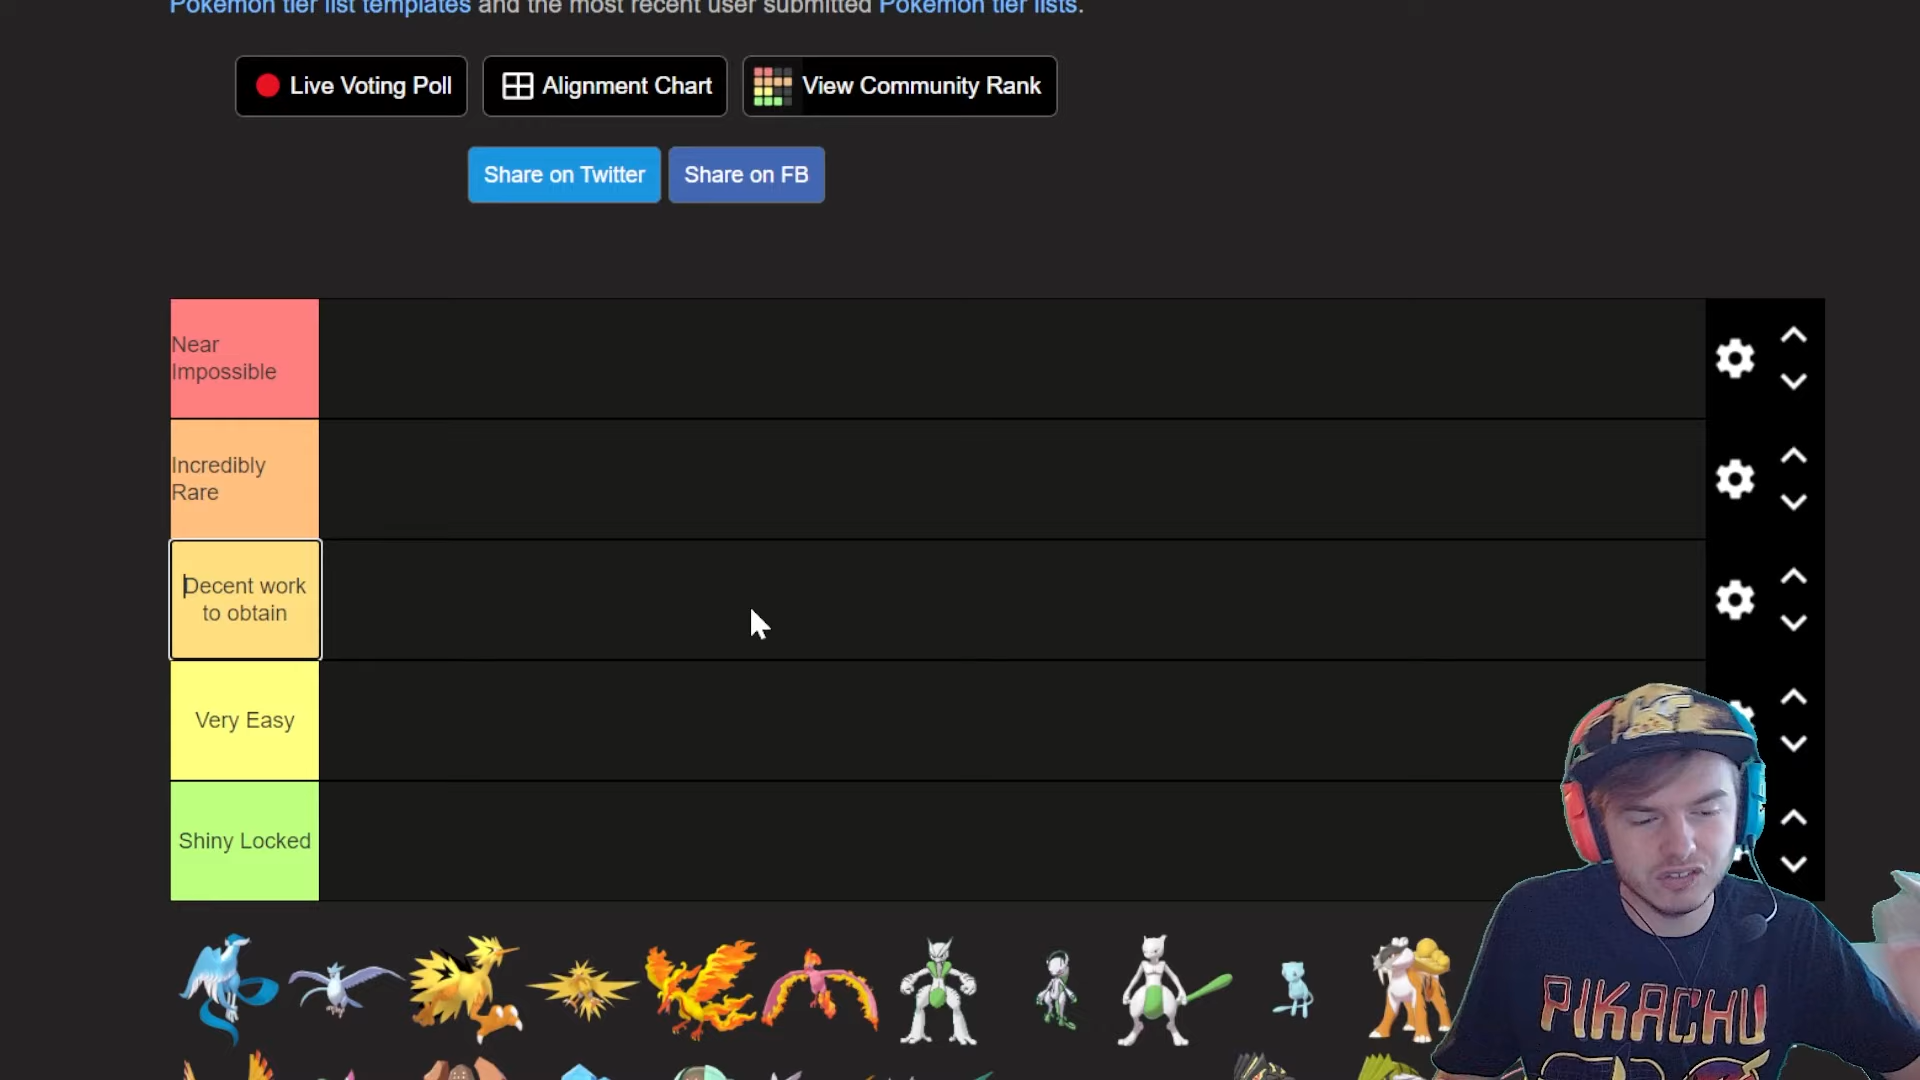 Pokemon tier list templates and the most recent user submitted Pokemon tier lists.
Live Voting Poll
Alignment Chart
View Community Rank
Share on Twitter
Share on FB
Near
Impossible
Incredibly
Rare
Decent work
to obtain
Very Easy
Shiny Locked
PIKACHU